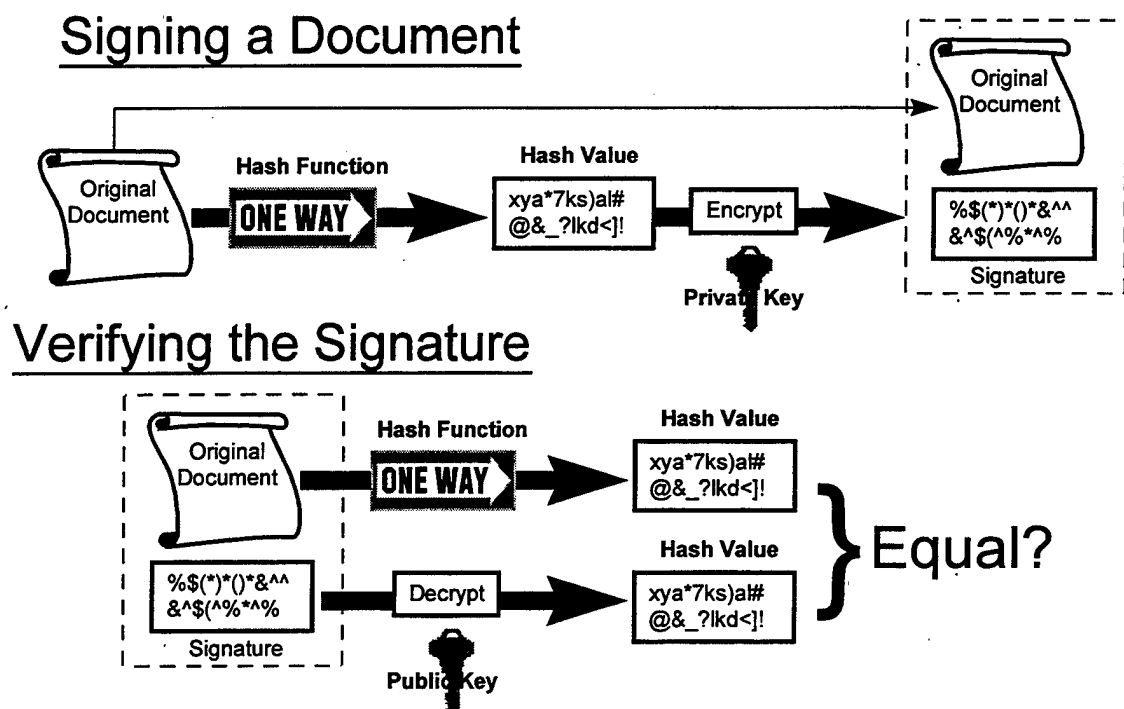 Signing a Document
Original
Document
Hash Function
ONE WAY
Hash Value
xya*7ks)al#
@&_?lkd<]!
Encrypt
Private Key
Original
Document
%$(*)*()*&^^
&^$(^%*^%
Signature
Verifying the Signature
Original
Document
Hash Function
ONE WAY
Hash Value
xya*7ks)al#
@&_?lkd<]!
%$(*)*()*&^^
&^$(^%*^%
Signature
Decrypt
Public Key
Hash Value
xya*7ks)al#
@&_?lkd<]!
Equal?